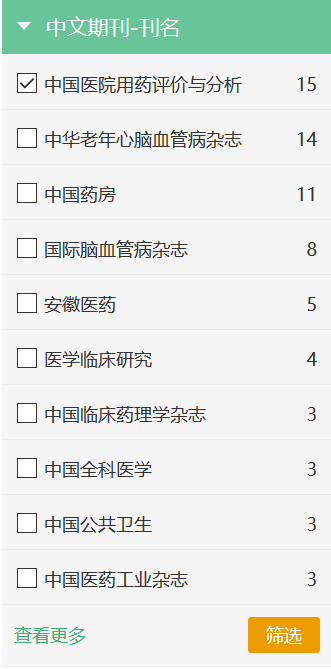 中文期刊-刊名
中国医院用药评价与分析 15
中华老年心脑血管病杂志 14
中国药房 11
国际脑血管病杂志 8
安徽医药 5
医学临床研究 4
中国临床药理学杂志 3
中国全科医学 3
中国公共卫生 3
中国医药工业杂志 3
查看更多 筛选